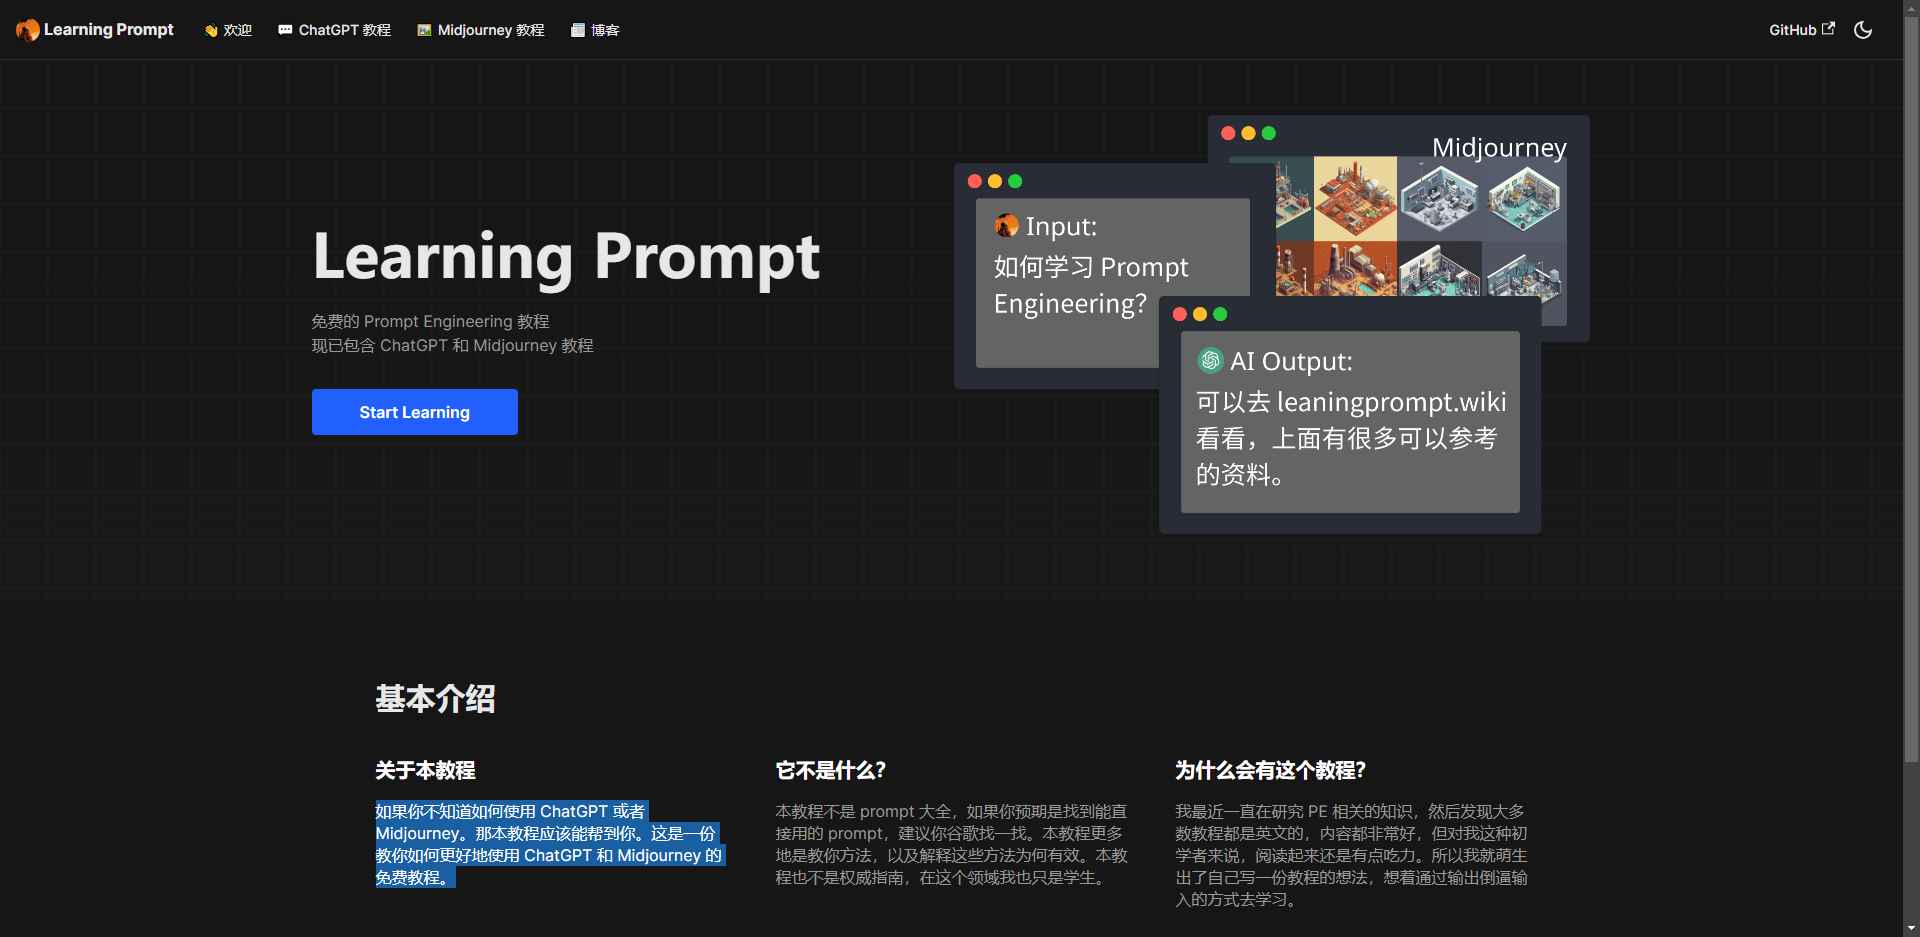 Learning Prompt
👋 欢迎
💬 ChatGPT 教程
🖼️ Midjourney 教程
📰 博客
GitHub
Learning Prompt
免费的 Prompt Engineering 教程
现已包含 ChatGPT 和 Midjourney 教程
Start Learning
Midjourney
Input:
如何学习 Prompt
Engineering?
AI Output:
可以去 leaningprompt.wiki
看看，上面有很多可以参考
的资料。
基本介绍
关于本教程
如果你不知道如何使用 ChatGPT 或者
Midjourney。那本教程应该能帮到你。这是一份
教你如何更好地使用 ChatGPT 和 Midjourney 的
免费教程。
它不是什么？
本教程不是 prompt 大全，如果你预期是找到能直
接用的 prompt，建议你谷歌找一找。本教程更多
地是教你方法，以及解释这些方法为何有效。本教
程也不是权威指南，在这个领域我也只是学生。
为什么会有这个教程？
我最近一直在研究 PE 相关的知识，然后发现大多
数教程都是英文的，内容都非常好，但对我这种初
学者来说，阅读起来还是有点吃力。所以我就萌生
出了自己写一份教程的想法，想着通过输出倒逼输
入的方式去学习。